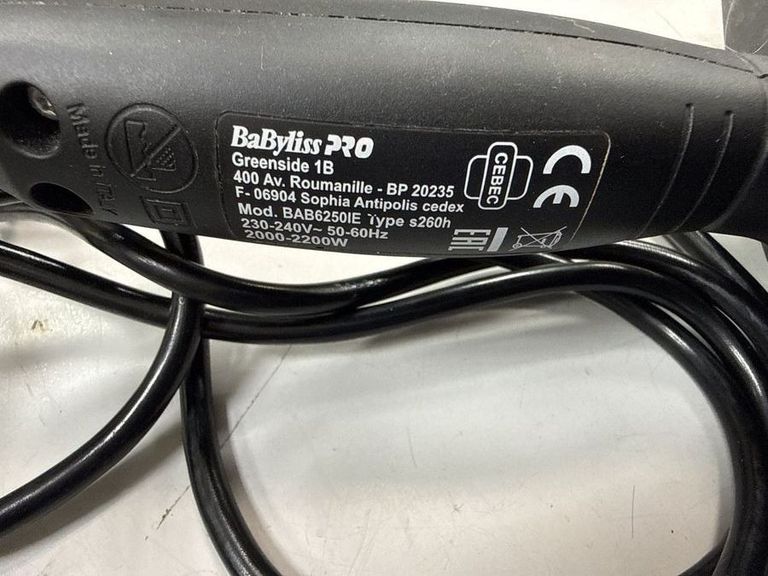 BaByliss PRO
Greenside 1B
400 Av. Roumanille - BP 20235
F- 06904 Sophia Antipolis cedex
Mod. BAB6250IE Type s260h
230-240V~ 50-60Hz
2000-2200W
CEBEC
CE
EAC
Made in Italy